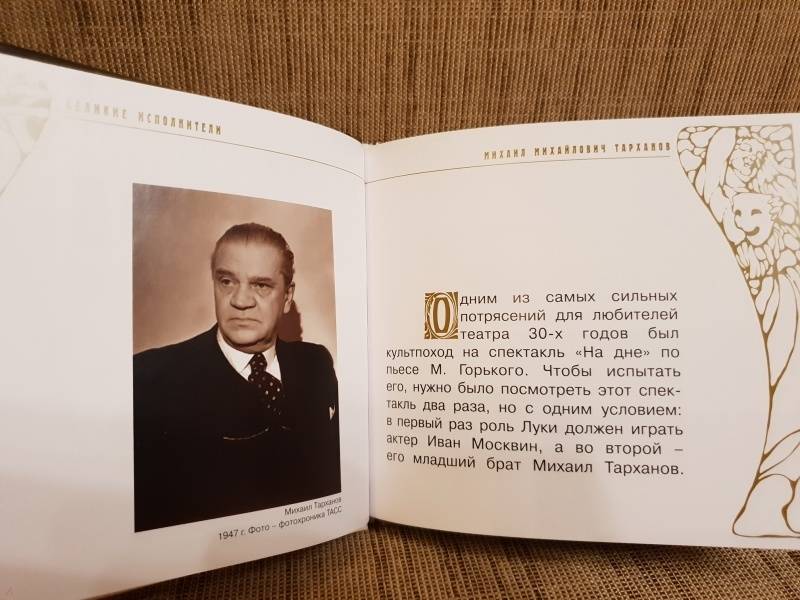 ВЕЛИКИЕ ИСПОЛНИТЕЛИ
Михаил Тарханов
1947 г. Фото – фотохроника ТАСС
МИХАИЛ МИХАЙЛОВИЧ ТАРХАНОВ
Одним из самых сильных
потрясений для любителей
театра 30-х годов был
культпоход на спектакль «На дне» по
пьесе М. Горького. Чтобы испытать
его, нужно было посмотреть этот спек-
такль два раза, но с одним условием:
в первый раз роль Луки должен играть
актер Иван Москвин, а во второй –
его младший брат Михаил Тарханов.